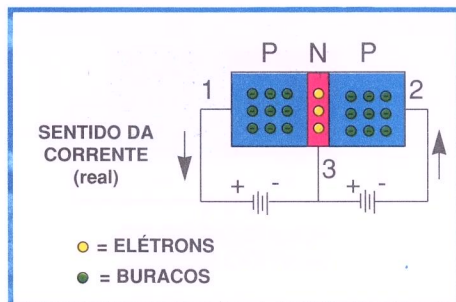 P N P
1 2
3
SENTIDO DA
CORRENTE
(real)
+ - + -
= ELÉTRONS
= BURACOS